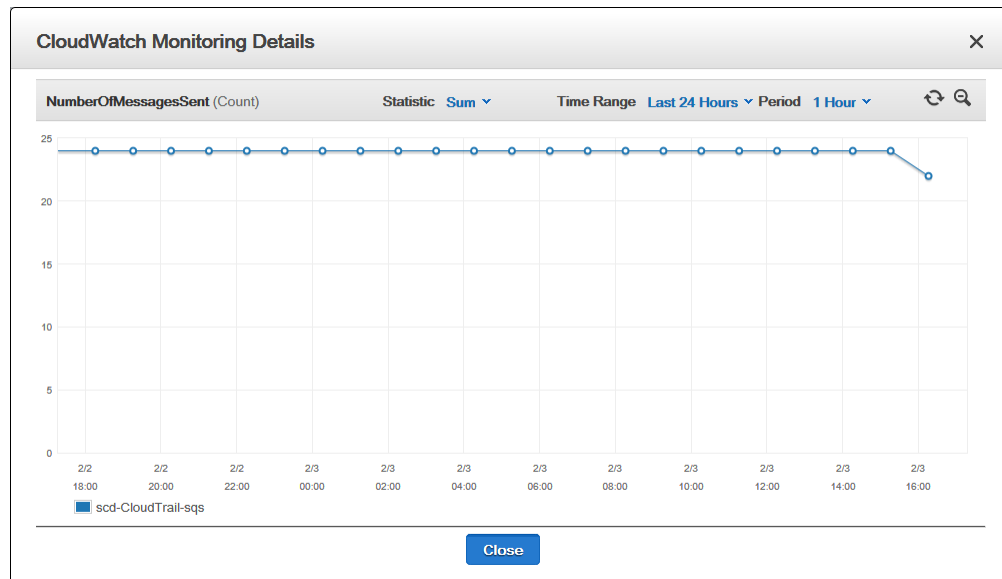 CloudWatch Monitoring Details
NumberOfMessagesSent (Count) Statistic Sum Time Range Last 24 Hours Period 1 Hour
25
20
15
10
5
0
2/2 2/2 2/2 2/3 2/3 2/3 2/3 2/3 2/3 2/3 2/3 2/3
18:00 20:00 22:00 00:00 02:00 04:00 06:00 08:00 10:00 12:00 14:00 16:00
scd-CloudTrail-sqs
Close